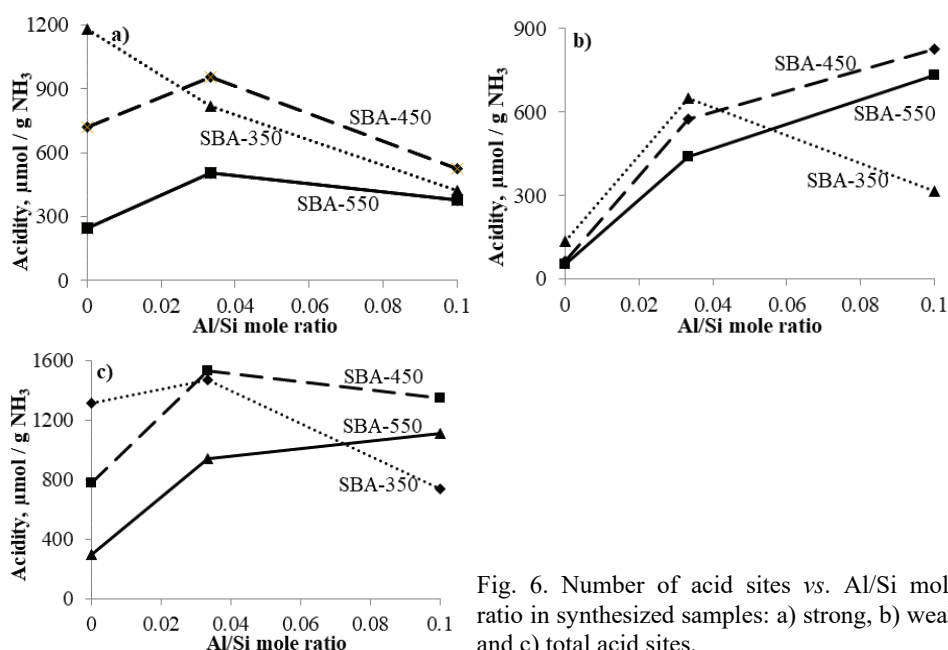 a)
1200
900
600
300
0
Acidity, µmol / g NH3
SBA-450
SBA-350
SBA-550
0 0.02 0.04 0.06 0.08 0.1
Al/Si mole ratio
b)
900
600
300
0
Acidity, µmol / g NH3
SBA-450
SBA-550
SBA-350
0 0.02 0.04 0.06 0.08 0.1
Al/Si mole ratio
c)
1600
1200
800
400
0
Acidity, µmol / g NH3
SBA-450
SBA-550
SBA-350
0 0.02 0.04 0.06 0.08 0.1
Al/Si mole ratio
Fig. 6. Number of acid sites vs. Al/Si mol
ratio in synthesized samples: a) strong, b) wea
and c) total acid sites.